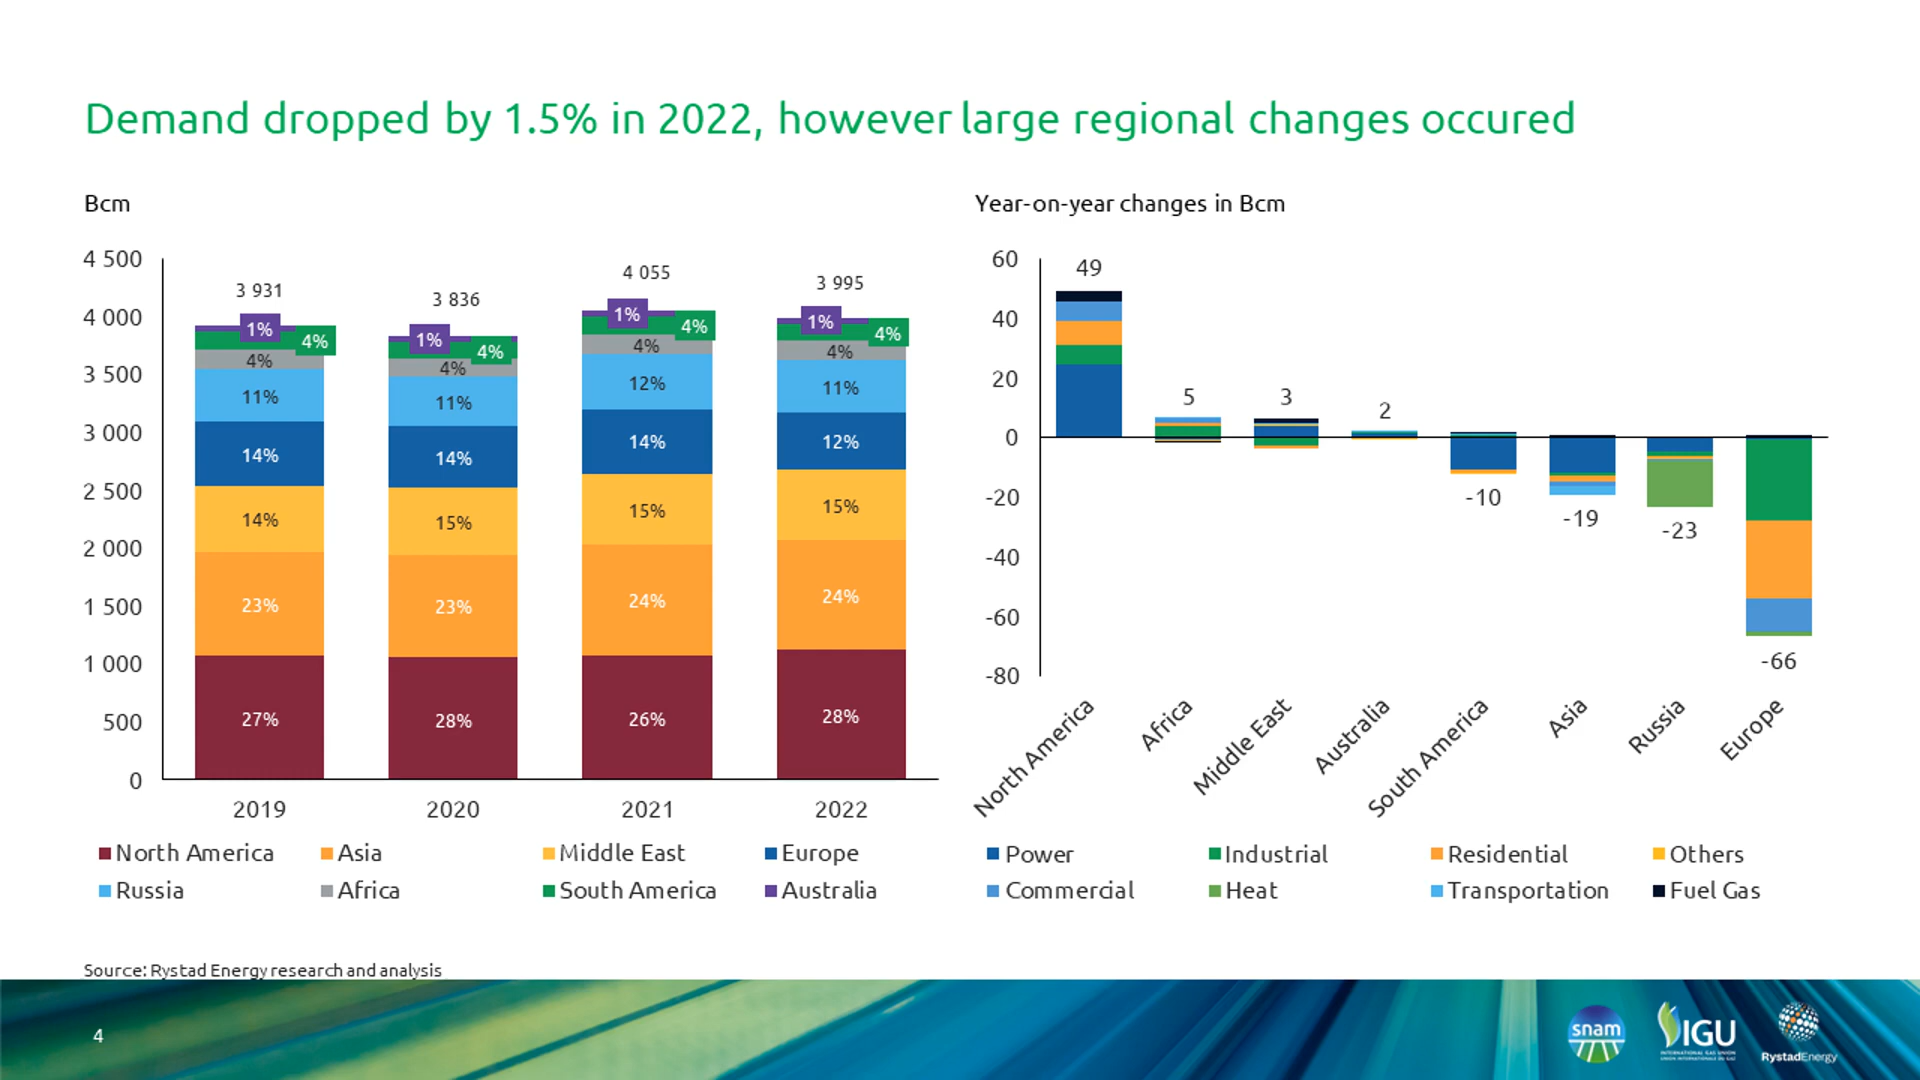 Demand dropped by 1.5% in 2022, however large regional changes occured
Bcm
4 500
4 000
3 500
3 000
2 500
2 000
1 500
1 000
500
0
3 931
1%
4%
4%
11%
14%
14%
23%
27%
3 836
1%
4%
4%
11%
14%
15%
23%
28%
4 055
1%
4%
4%
12%
14%
15%
24%
26%
3 995
1%
4%
4%
11%
12%
15%
24%
28%
2019 2020 2021 2022
North America Asia Middle East Europe
Russia Africa South America Australia
Year-on-year changes in Bcm
60
40
20
0
-20
-40
-60
-80
49
5
3
2
-10
-19
-23
-66
North America
Africa
Middle East
Australia
South America
Asia
Russia
Europe
Power Industrial Residential Others
Commercial Heat Transportation Fuel Gas
Source: Rystad Energy research and analysis
4
snam
IGU
INTERNATIONAL GAS UNION
UNION INTERNATIONALE DU GAZ
RystadEnergy